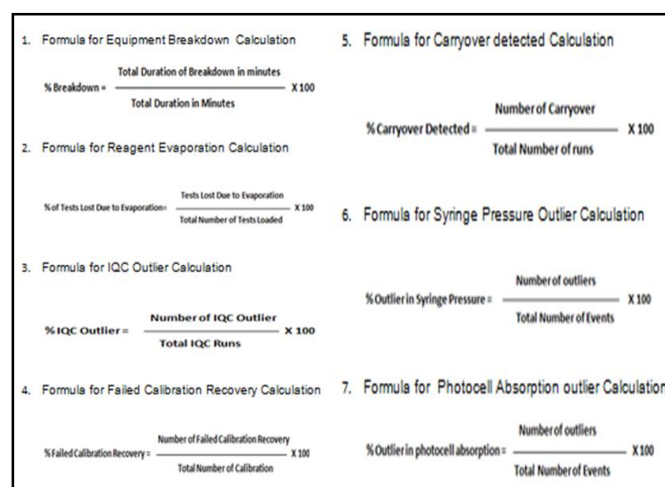 1. Formula for Equipment Breakdown Calculation
Total Duration of Breakdown in minutes
% Breakdown = X 100
Total Duration in Minutes
2. Formula for Reagent Evaporation Calculation
Tests Lost Due to Evaporation
% of Tests Lost Due to Evaporation= X 100
Total Number of Tests Loaded
3. Formula for IQC Outlier Calculation
Number of IQC Outlier
% IQC Outlier = X 100
Total IQC Runs
4. Formula for Failed Calibration Recovery Calculation
Number of Failed Calibration Recovery
% Failed Calibration Recovery = X 100
Total Number of Calibration
5. Formula for Carryover detected Calculation
Number of Carryover
% Carryover Detected = X 100
Total Number of runs
6. Formula for Syringe Pressure Outlier Calculation
Number of outliers
% Outlier in Syringe Pressure = X 100
Total Number of Events
7. Formula for Photocell Absorption outlier Calculation
Number of outliers
% Outlier in photocell absorption = X 100
Total Number of Events